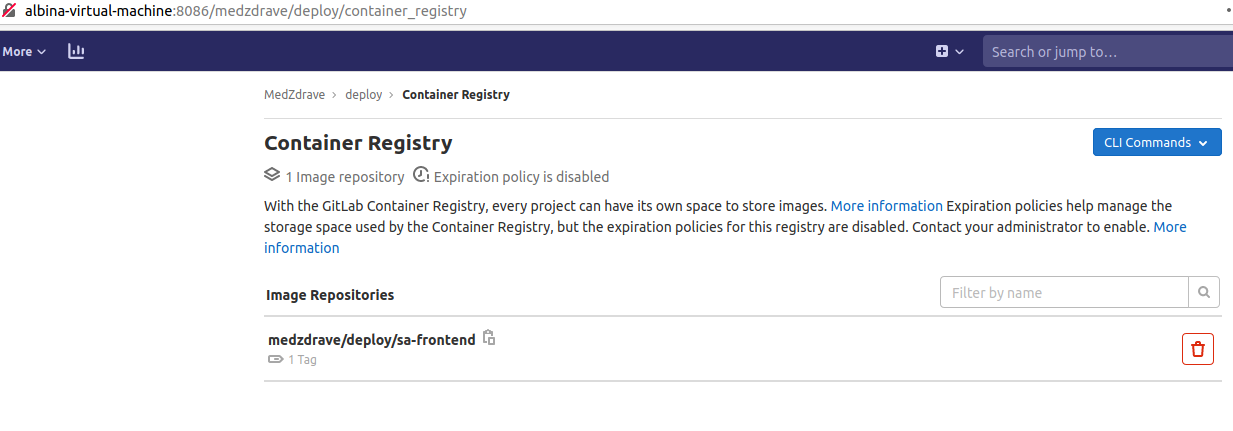 albina-virtual-machine:8086/medzdrave/deploy/container_registry
More
Search or jump to...
MedZdrave > deploy > Container Registry
Container Registry
CLI Commands
1 Image repository Expiration policy is disabled
With the GitLab Container Registry, every project can have its own space to store images. More information Expiration policies help manage the
storage space used by the Container Registry, but the expiration policies for this registry are disabled. Contact your administrator to enable. More
information
Image Repositories
Filter by name
medzdrave/deploy/sa-frontend
1 Tag